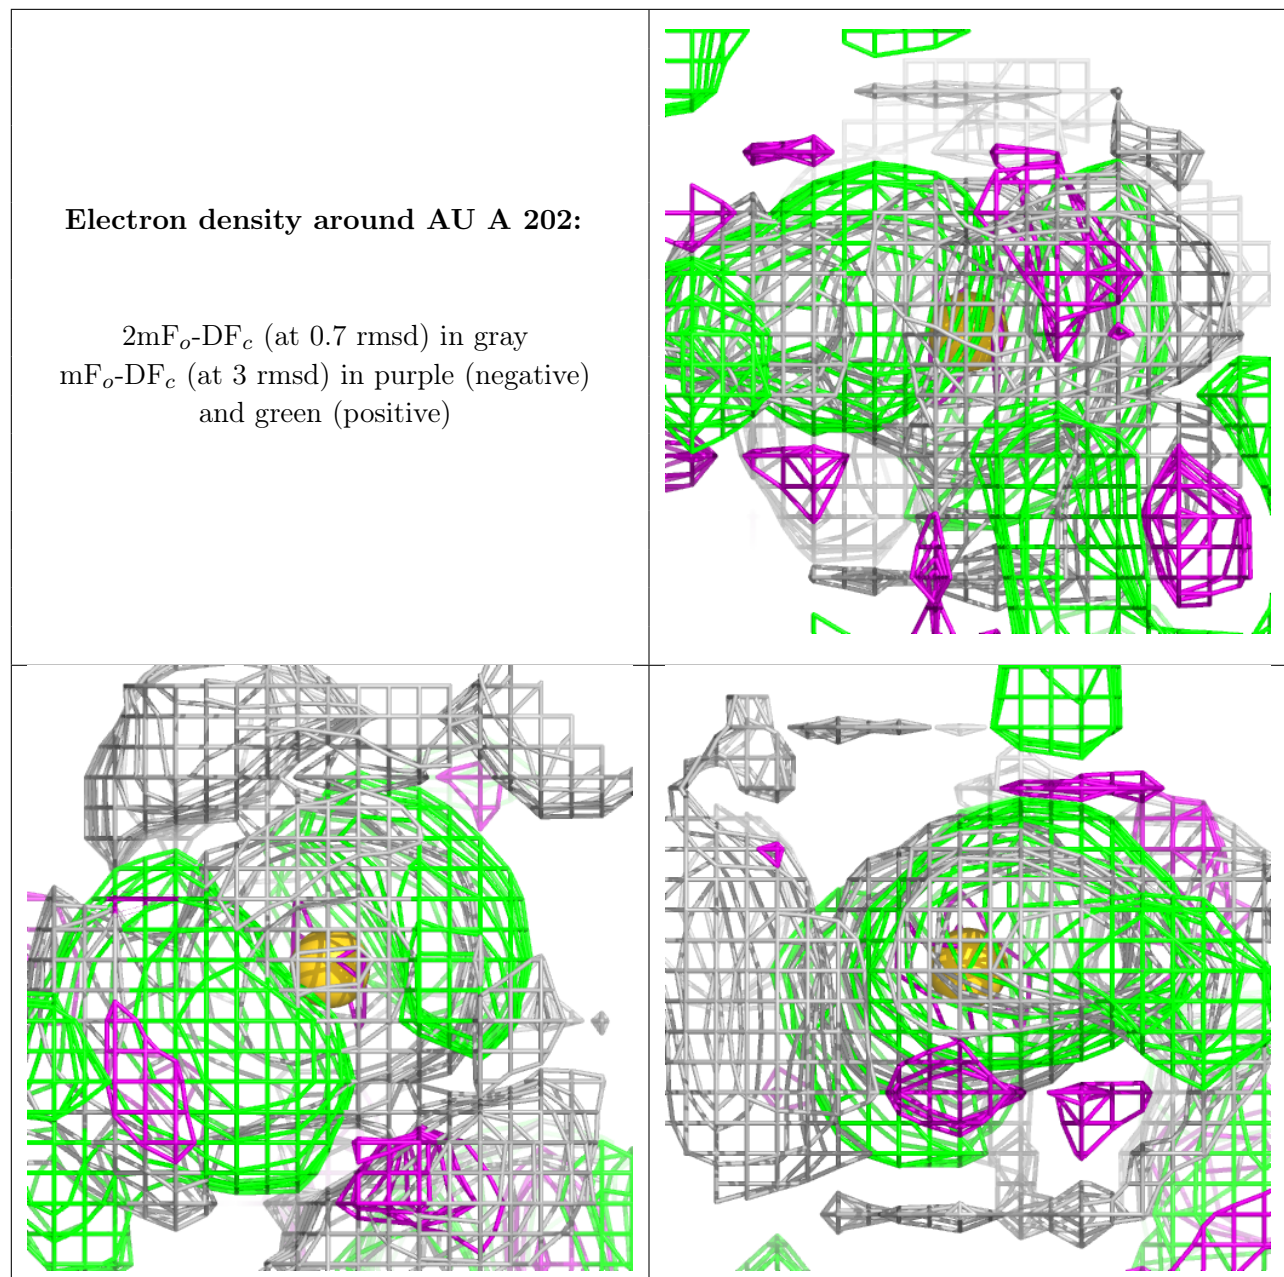 Electron density around AU A 202:
2mFo-DFc (at 0.7 rmsd) in gray
mFo-DFc (at 3 rmsd) in purple (negative)
and green (positive)